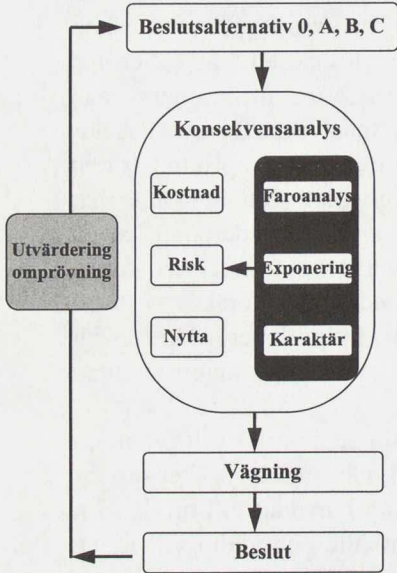 Beslutsalternativ 0, A, B, C
Konsekvensanalys
Kostnad
Faroanalys
Utvärdering
omprövning
Risk
Exponering
Nytta
Karaktär
Vägning
Beslut